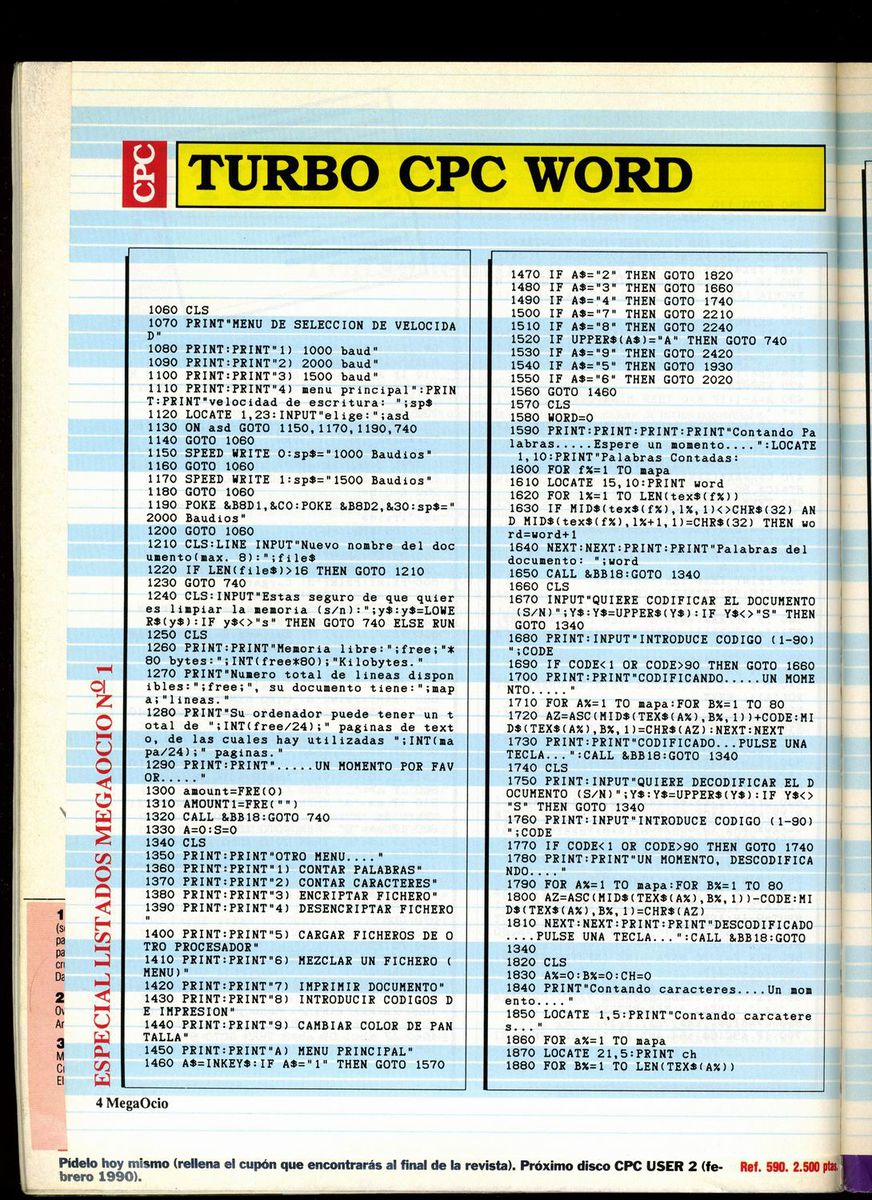 CPC
TURBO CPC WORD
1060 CLS
1070 PRINT"MENU DE SELECCION DE VELOCIDA
D"
1080 PRINT:PRINT"1) 1000 baud"
1090 PRINT:PRINT"2) 2000 baud"
1100 PRINT:PRINT"3) 1500 baud"
1110 PRINT:PRINT"4) menu principal":PRIN
T:PRINT"velocidad de escritura: ";sp$
1120 LOCATE 1,23:INPUT"elige:";asd
1130 ON asd GOTO 1150,1170,1190,740
1140 GOTO 1060
1150 SPEED WRITE 0:sp$="1000 Baudios"
1160 GOTO 1060
1170 SPEED WRITE 1:sp$="1500 Baudios"
1180 GOTO 1060
1190 POKE &B8D1,&C0:POKE &B8D2,&30:sp$="
2000 Baudios"
1200 GOTO 1060
1210 CLS:LINE INPUT"Nuevo nombre del doc
umento(max. 8):";file$
1220 IF LEN(file$)>16 THEN GOTO 1210
1230 GOTO 740
1240 CLS:INPUT"Estas seguro de que quier
es limpiar la memoria (s/n):";y$:y$=LOWE
R$(y$):IF y$<>"s" THEN GOTO 740 ELSE RUN
1250 CLS
1260 PRINT:PRINT"Memoria libre:";free;"*
80 bytes:";INT(free*80);"Kilobytes."
1270 PRINT"Numero total de lineas dispon
ibles:";free;", su documento tiene:";map
a;"lineas."
1280 PRINT"Su ordenador puede tener un t
otal de ";INT(free/24);" paginas de text
o, de las cuales hay utilizadas ";INT(ma
pa/24);" paginas."
1290 PRINT:PRINT".....UN MOMENTO POR FAV
OR....."
1300 amount=FRE(0)
1310 AMOUNT1=FRE("")
1320 CALL &BB18:GOTO 740
1330 A=0:S=0
1340 CLS
1350 PRINT:PRINT"OTRO MENU...."
1360 PRINT:PRINT"1) CONTAR PALABRAS"
1370 PRINT:PRINT"2) CONTAR CARACTERES"
1380 PRINT:PRINT"3) ENCRIPTAR FICHERO"
1390 PRINT:PRINT"4) DESENCRIPTAR FICHERO
"
1400 PRINT:PRINT"5) CARGAR FICHEROS DE O
TRO PROCESADOR"
1410 PRINT:PRINT"6) MEZCLAR UN FICHERO (
MENU)"
1420 PRINT:PRINT"7) IMPRIMIR DOCUMENTO"
1430 PRINT:PRINT"8) INTRODUCIR CODIGOS D
E IMPRESION"
1440 PRINT:PRINT"9) CAMBIAR COLOR DE PAN
TALLA"
1450 PRINT:PRINT"A) MENU PRINCIPAL"
1460 A$=INKEY$:IF A$="1" THEN GOTO 1570
1470 IF A$="2" THEN GOTO 1820
1480 IF A$="3" THEN GOTO 1660
1490 IF A$="4" THEN GOTO 1740
1500 IF A$="7" THEN GOTO 2210
1510 IF A$="8" THEN GOTO 2240
1520 IF UPPER$(A$)="A" THEN GOTO 740
1530 IF A$="9" THEN GOTO 2420
1540 IF A$="5" THEN GOTO 1930
1550 IF A$="6" THEN GOTO 2020
1560 GOTO 1460
1570 CLS
1580 WORD=0
1590 PRINT:PRINT:PRINT:PRINT"Contando Pa
labras.....Espere un momento....":LOCATE
1,10:PRINT"Palabras Contadas:
1600 FOR f%=1 TO mapa
1610 LOCATE 15,10:PRINT word
1620 FOR l%=1 TO LEN(tex$(f%))
1630 IF MID$(tex$(f%),l%,1)<>CHR$(32) AN
D MID$(tex$(f%),l%+1,1)=CHR$(32) THEN wo
rd=word+1
1640 NEXT:NEXT:PRINT:PRINT"Palabras del
documento: ";word
1650 CALL &BB18:GOTO 1340
1660 CLS
1670 INPUT"QUIERE CODIFICAR EL DOCUMENTO
(S/N)";Y$:Y$=UPPER$(Y$):IF Y$<>"S" THEN
GOTO 1340
1680 PRINT:INPUT"INTRODUCE CODIGO (1-90)
";CODE
1690 IF CODE<1 OR CODE>90 THEN GOTO 1660
1700 PRINT:PRINT"CODIFICANDO.....UN MOME
NTO....."
1710 FOR A%=1 TO mapa:FOR B%=1 TO 80
1720 AZ=ASC(MID$(TEX$(A%),B%,1))+CODE:MI
D$(TEX$(A%),B%,1)=CHR$(AZ):NEXT:NEXT
1730 PRINT:PRINT"CODIFICADO...PULSE UNA
TECLA...":CALL &BB18:GOTO 1340
1740 CLS
1750 PRINT:INPUT"QUIERE DECODIFICAR EL D
OCUMENTO (S/N)";Y$:Y$=UPPER$(Y$):IF Y$<>
"S" THEN GOTO 1340
1760 PRINT:INPUT"INTRODUCE CODIGO (1-90)
";CODE
1770 IF CODE<1 OR CODE>90 THEN GOTO 1740
1780 PRINT:PRINT"UN MOMENTO, DESCODIFICA
NDO...."
1790 FOR A%=1 TO mapa:FOR B%=1 TO 80
1800 AZ=ASC(MID$(TEX$(A%),B%,1))-CODE:MI
D$(TEX$(A%),B%,1)=CHR$(AZ)
1810 NEXT:NEXT:PRINT:PRINT"DESCODIFICADO
....PULSE UNA TECLA...":CALL &BB18:GOTO
1340
1820 CLS
1830 A%=0:B%=0:CH=0
1840 PRINT"Contando caracteres....Un mom
ento...."
1850 LOCATE 1,5:PRINT"Contando carcatere
s..."
1860 FOR a%=1 TO mapa
1870 LOCATE 21,5:PRINT ch
1880 FOR B%=1 TO LEN(TEX$(A%))
ESPECIAL LISTADOS MEGAOCIO Nº 1
1
(s
pa
pa
cr
Da
2
Ov
Ar
3
M
C
El
4 MegaOcio
Pídelo hoy mismo (rellena el cupón que encontrarás al final de la revista). Próximo disco CPC USER 2 (fe-
brero 1990).
Ref. 590. 2.500 ptas.